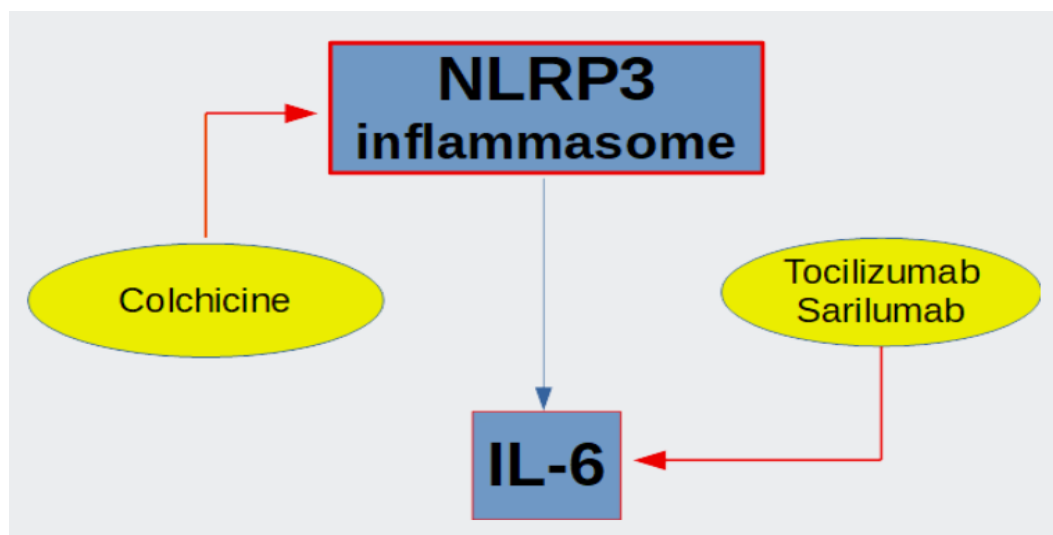 NLRP3
inflammasome
Colchicine
Tocilizumab
Sarilumab
IL-6